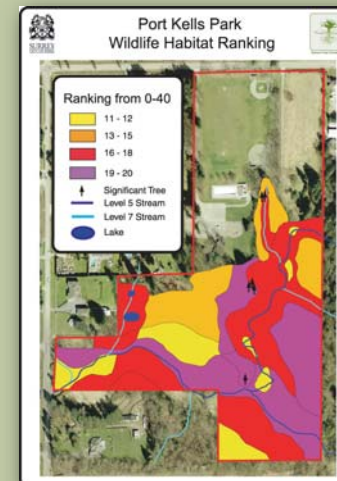 SURREY
Port Kells Park
Wildlife Habitat Ranking
Ranking from 0-40
11 - 12
13 - 15
16 - 18
19 - 20
Significant Tree
Level 5 Stream
Level 7 Stream
Lake